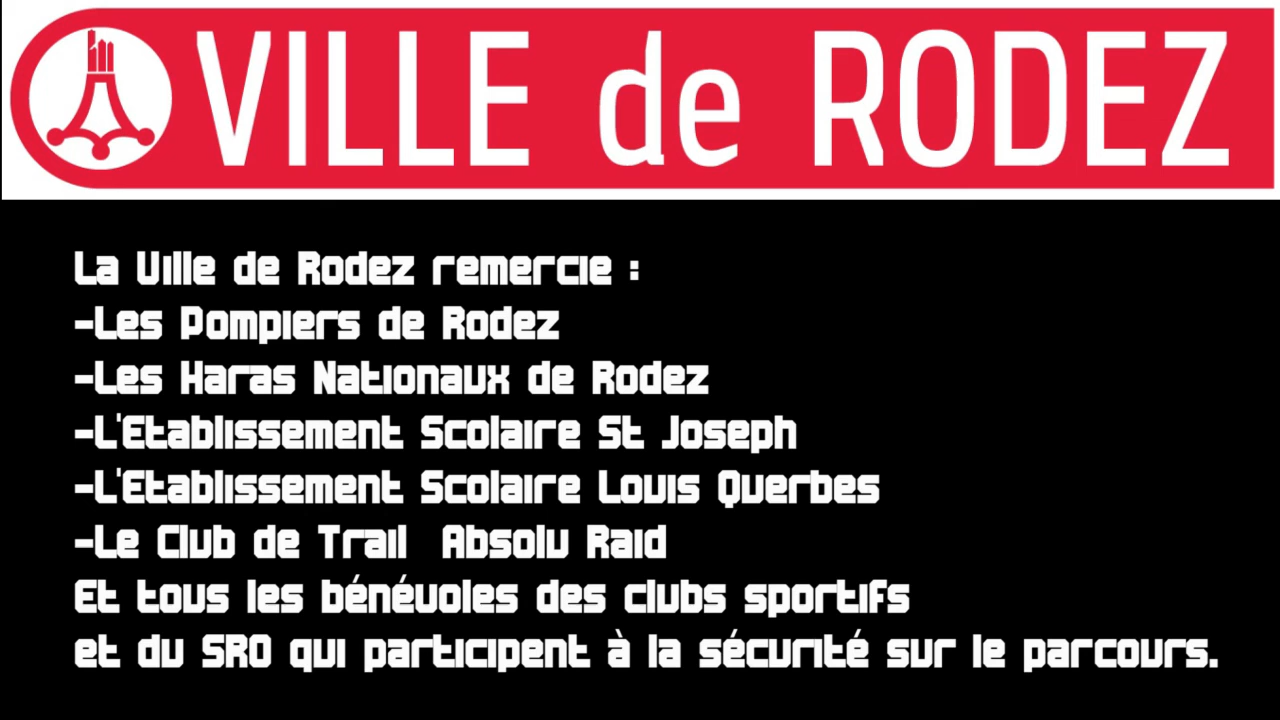 VILLE de RODEZ
La Ville de Rodez remercie :
-Les Pompiers de Rodez
-Les Haras Nationaux de Rodez
-L'Etablissement Scolaire St Joseph
-L'Etablissement Scolaire Louis Querbes
-Le Club de Trail  Absolu Raid
Et tous les bénévoles des clubs sportifs
et du SRO qui participent à la sécurité sur le parcours.